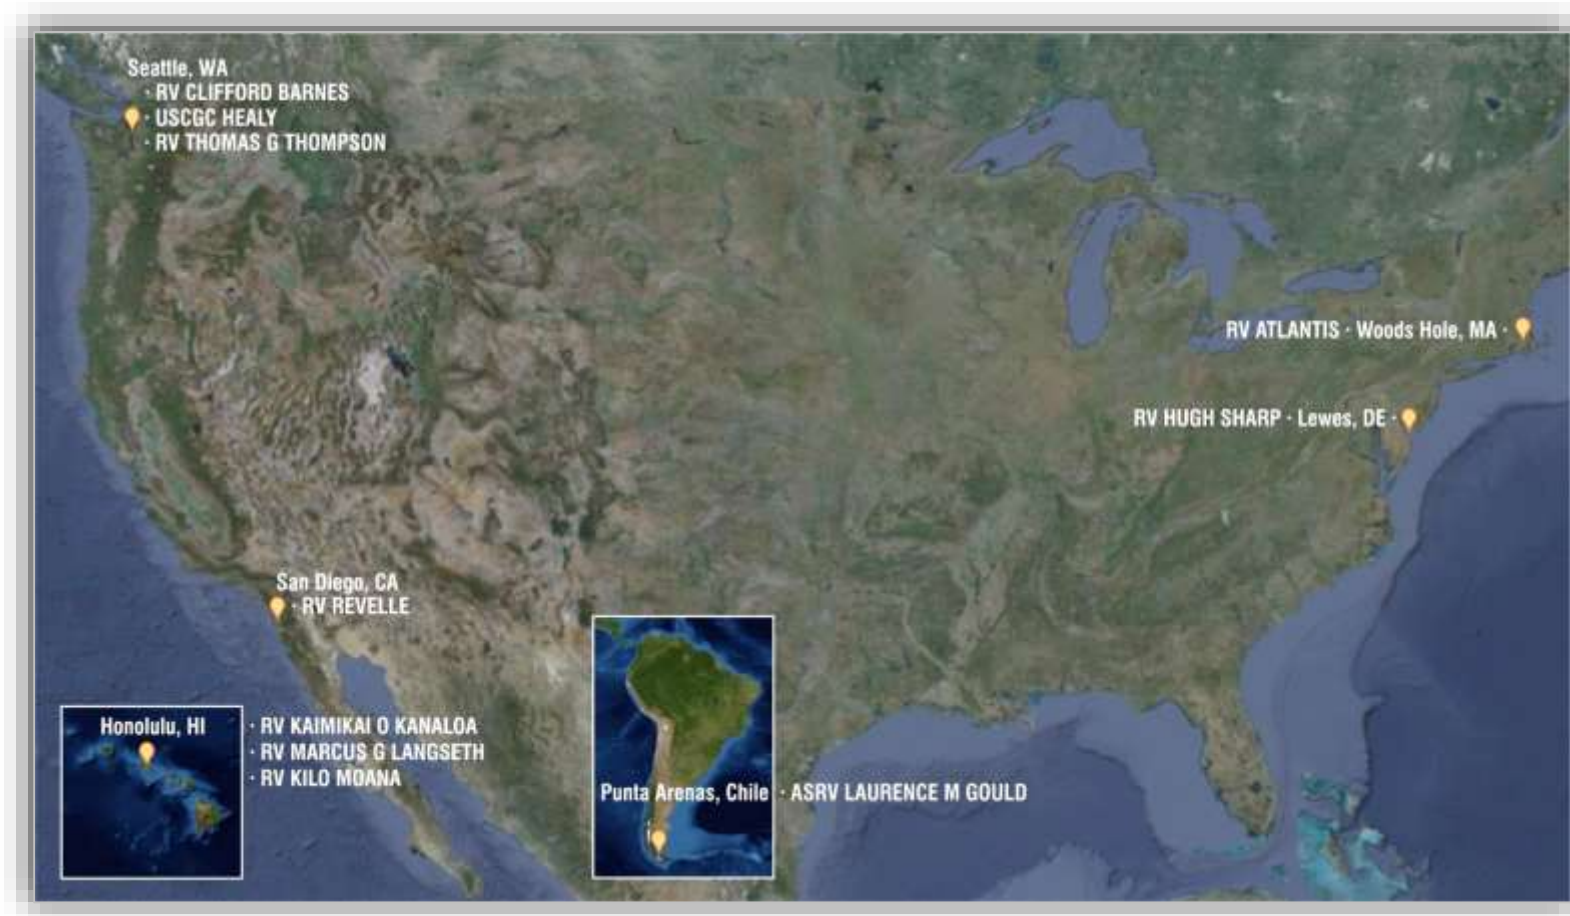 Seattle, WA
· RV CLIFFORD BARNES
· USCGC HEALY
· RV THOMAS G THOMPSON
RV ATLANTIS · Woods Hole, MA ·
RV HUGH SHARP · Lewes, DE ·
San Diego, CA
· RV REVELLE
Honolulu, HI
· RV KAIMIKAI O KANALOA
· RV MARCUS G LANGSETH
· RV KILO MOANA
Punta Arenas, Chile · ASRV LAURENCE M GOULD